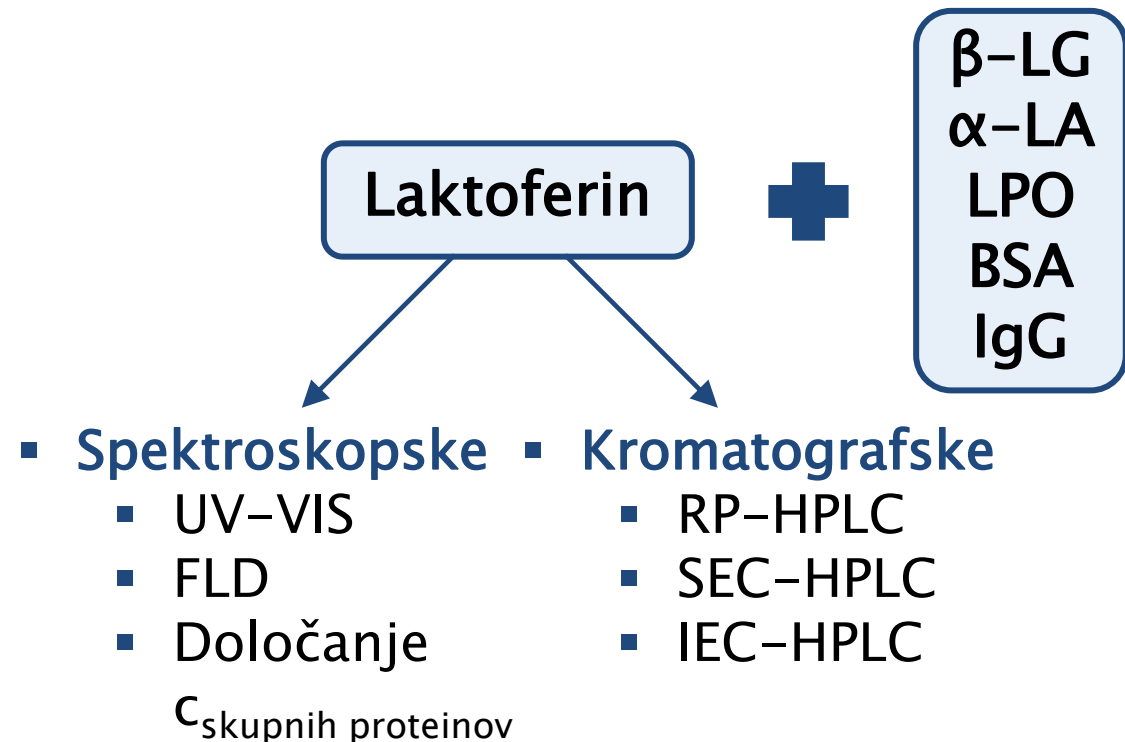 Laktoferin
β-LG
α-LA
LPO
BSA
IgG
▪ Spektroskopske
▪ UV-VIS
▪ FLD
▪ Določanje
c skupnih proteinov
▪ Kromatografske
▪ RP-HPLC
▪ SEC-HPLC
▪ IEC-HPLC